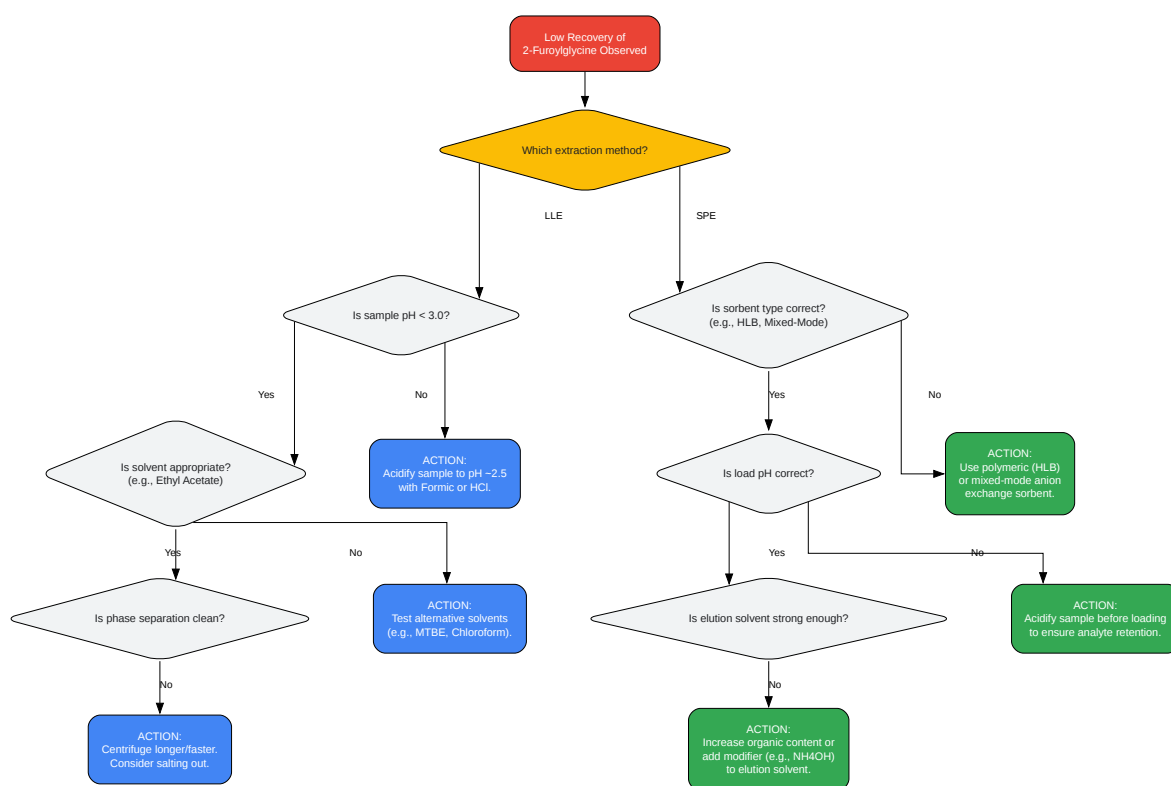 Low Recovery of
2-Furoylglycine Observed
Which extraction method?
LLE
SPE
Is sample pH < 3.0?
Is sorbent type correct?
(e.g., HLB, Mixed-Mode)
Yes
No
Yes
No
Is solvent appropriate?
(e.g., Ethyl Acetate)
ACTION:
Acidify sample to pH ~2.5
with Formic or HCl.
Is load pH correct?
ACTION:
Use polymeric (HLB)
or mixed-mode anion
exchange sorbent.
Yes
No
Yes
No
Is phase separation clean?
ACTION:
Test alternative solvents
(e.g., MTBE, Chloroform).
Is elution solvent strong enough?
ACTION:
Acidify sample before loading
to ensure analyte retention.
No
No
ACTION:
Centrifuge longer/faster.
Consider salting out.
ACTION:
Increase organic content or
add modifier (e.g., NH4OH)
to elution solvent.